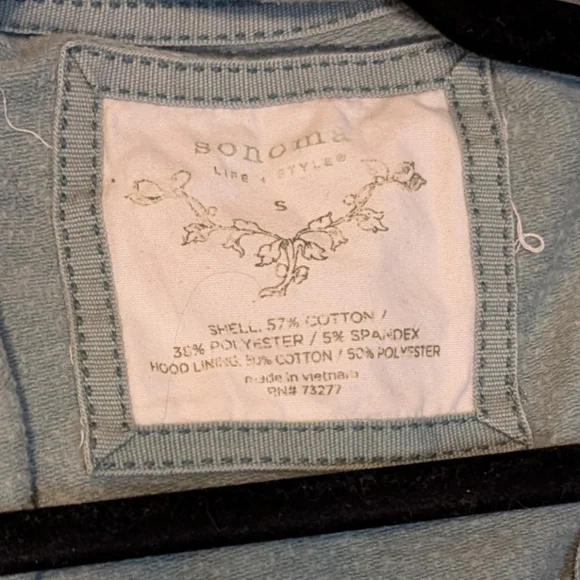 sonoma
LIFE + STYLE®
S
SHELL: 57% COTTON /
38% POLYESTER / 5% SPANDEX
HOOD LINING: 50% COTTON / 50% POLYESTER
made in vietnam
RN# 73277